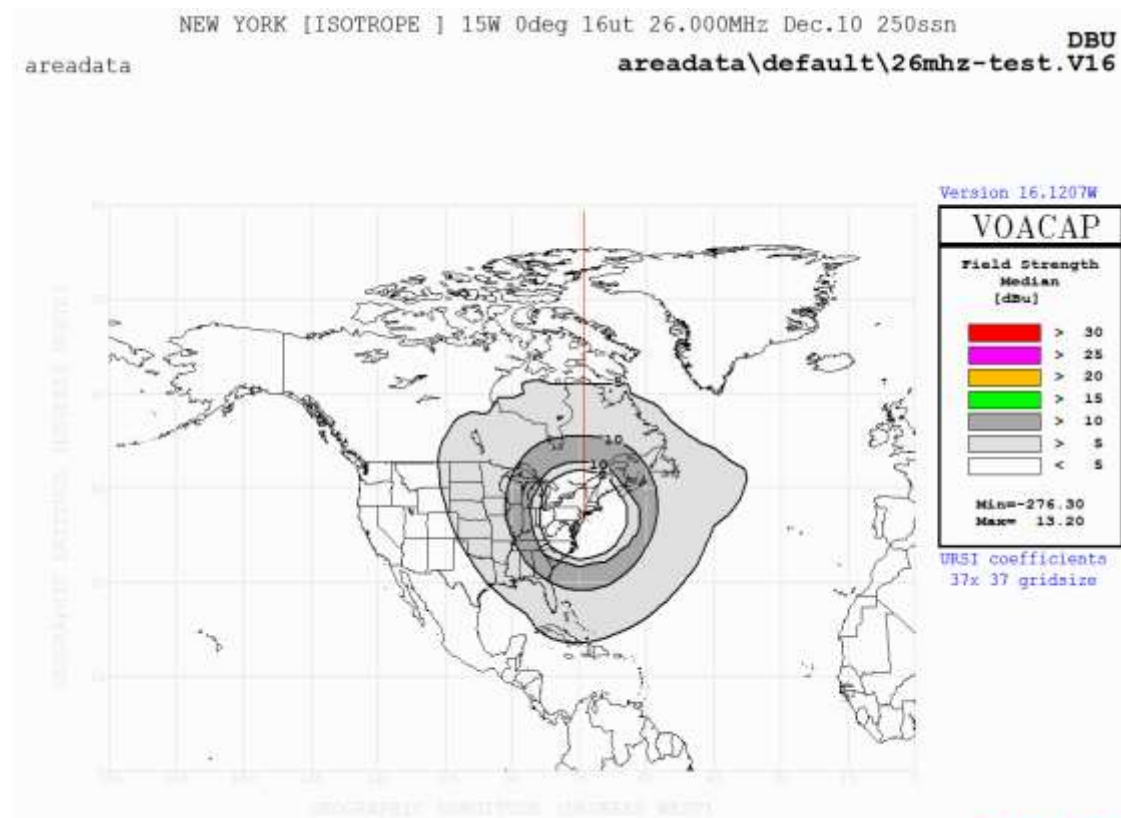 NEW YORK [ISOTROPE ] 15W 0deg 16ut 26.000MHz Dec.10 250ssn
DBU
areadata
areadata\default\26mhz-test.V16
Version 16.1207W
VOACAP
Field Strength
Median
[dBu]
> 30
> 25
> 20
> 15
> 10
> 5
< 5
Min=-276.30
Max= 13.20
URSI coefficients
37x 37 gridsize
5
10
10